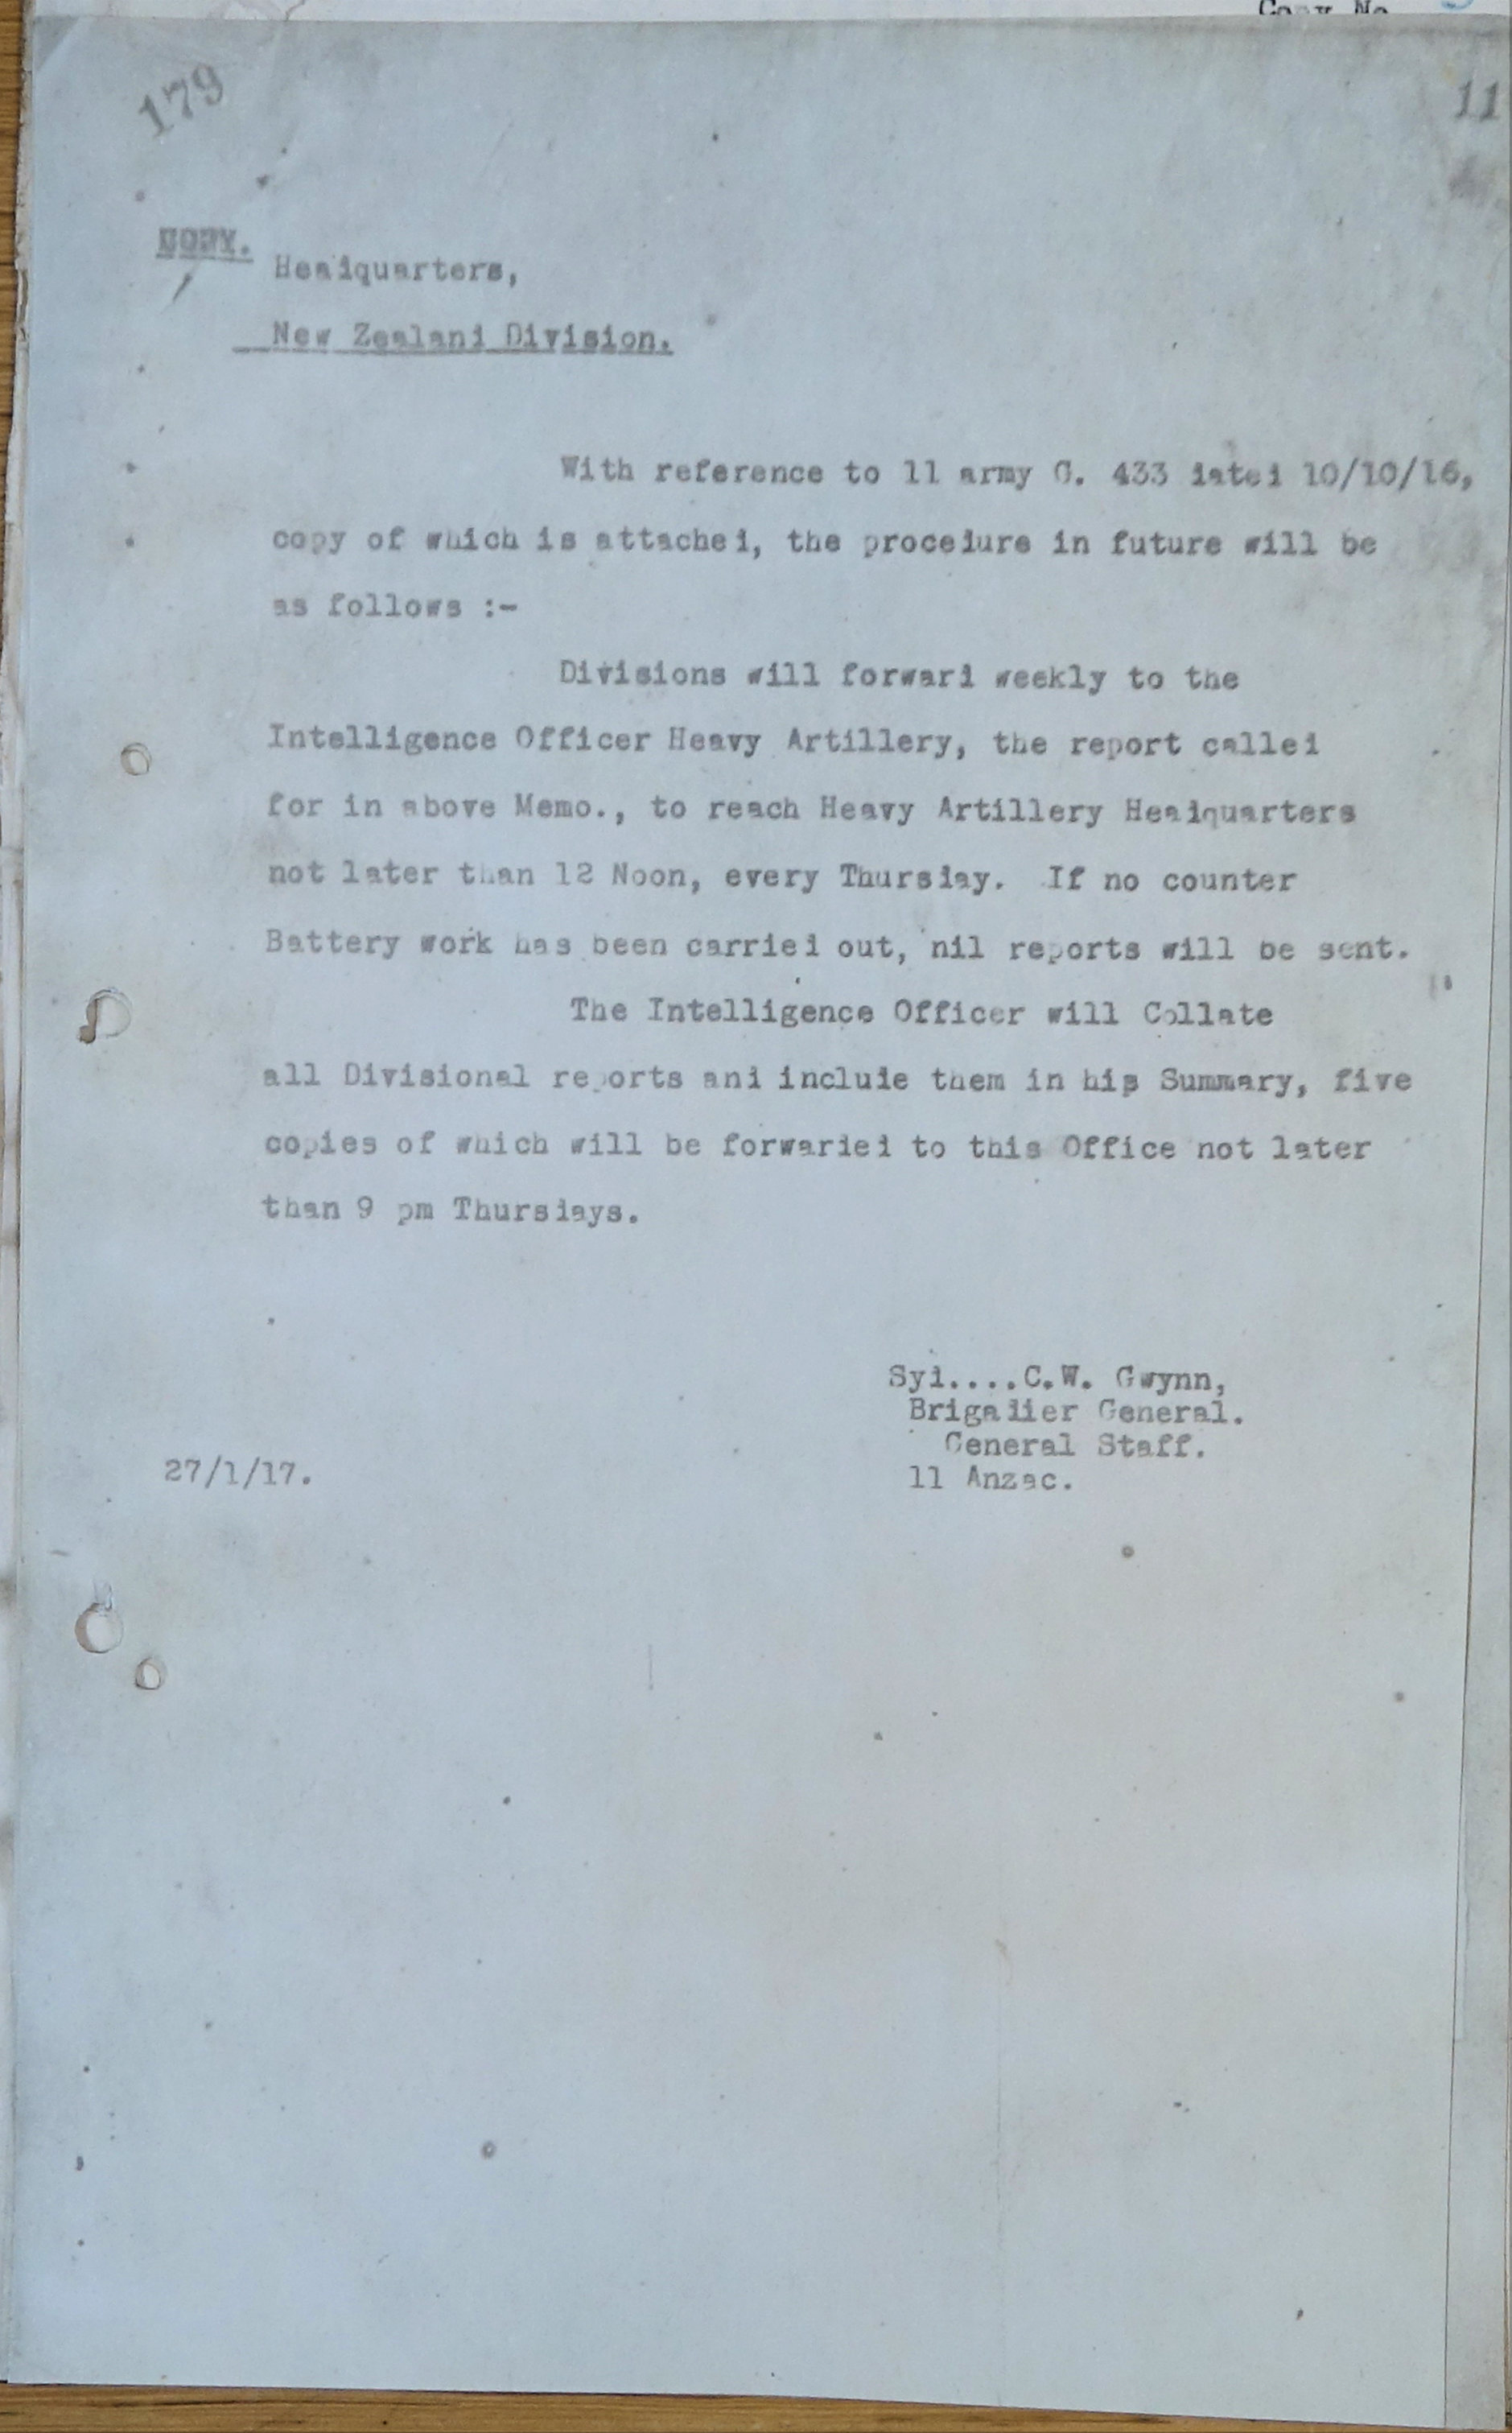 Copy No
179
11
COPY.
Headquarters,
New Zealand Division.
With reference to 11 army G. 433 dated 10/10/16,
copy of which is attached, the procedure in future will be
as follows :-
Divisions will forward weekly to the
Intelligence Officer Heavy Artillery, the report called
for in above Memo., to reach Heavy Artillery Headquarters
not later than 12 Noon, every Thursday. If no counter
Battery work has been carried out, nil reports will be sent.
The Intelligence Officer will Collate
all Divisional reports and include them in his Summary, five
copies of which will be forwarded to this Office not later
than 9 pm Thursdays.
Syd....C.W. Gwynn,
Brigadier General.
General Staff.
27/1/17.
11 Anzac.